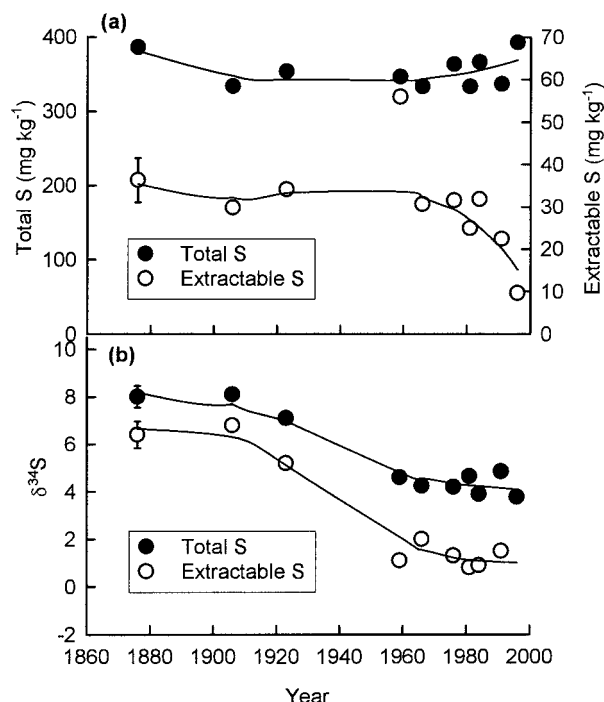 (a)
Total S (mg kg⁻¹)
400
300
200
100
0
Extractable S (mg kg⁻¹)
70
60
50
40
30
20
10
0
Total S
Extractable S
(b)
δ³⁴S
10
8
6
4
2
0
-2
Total S
Extractable S
1860 1880 1900 1920 1940 1960 1980 2000
Year